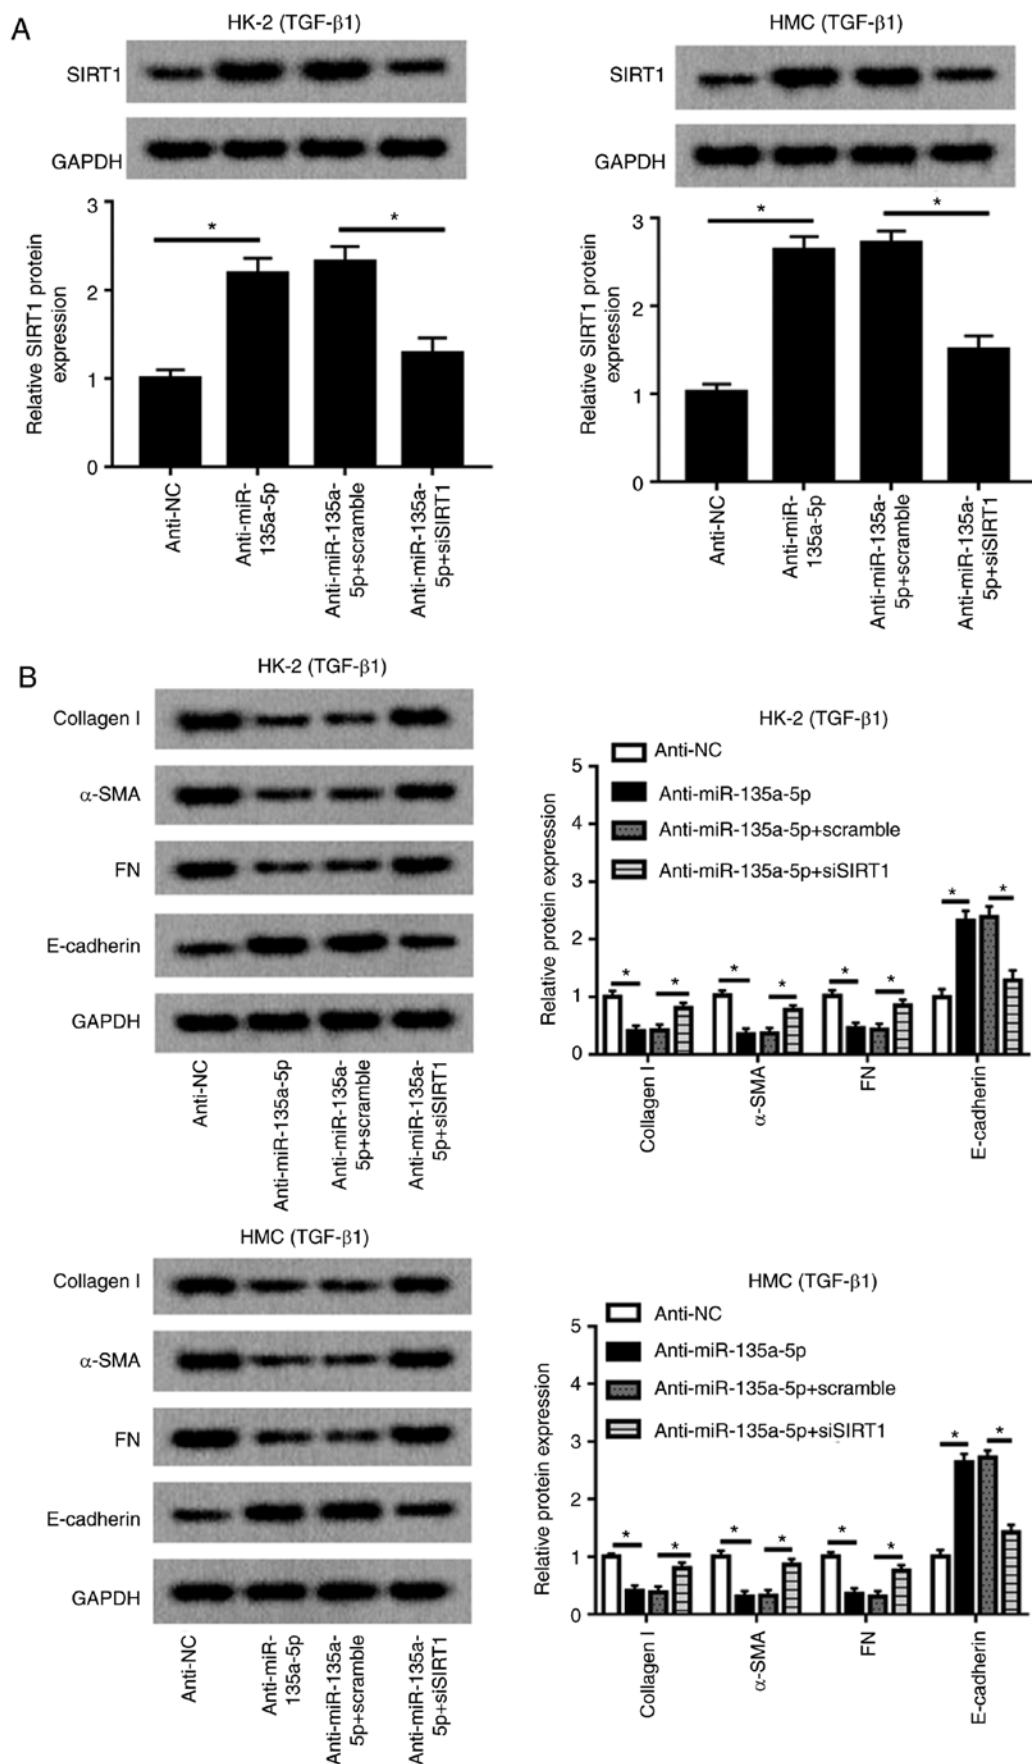 A
HK-2 (TGF-β1)
SIRT1
GAPDH
3
2
1
0
Relative SIRT1 protein
expression
*
*
Anti-NC
Anti-miR-
135a-5p
Anti-miR-135a-
5p+scramble
Anti-miR-135a-
5p+siSIRT1
HMC (TGF-β1)
SIRT1
GAPDH
3
2
1
0
Relative SIRT1 protein
expression
*
*
Anti-NC
Anti-miR-
135a-5p
Anti-miR-135a-
5p+scramble
Anti-miR-135a-
5p+siSIRT1
B
HK-2 (TGF-β1)
Collagen I
α-SMA
FN
E-cadherin
GAPDH
Anti-NC
Anti-miR-135a-5p
Anti-miR-135a-
5p+scramble
Anti-miR-135a-
5p+siSIRT1
HK-2 (TGF-β1)
Anti-NC
Anti-miR-135a-5p
Anti-miR-135a-5p+scramble
Anti-miR-135a-5p+siSIRT1
5
4
3
2
1
0
Relative protein expression
* * * * * * * *
Collagen I
α-SMA
FN
E-cadherin
HMC (TGF-β1)
Collagen I
α-SMA
FN
E-cadherin
GAPDH
Anti-NC
Anti-miR-
135a-5p
Anti-miR-135a-
5p+scramble
Anti-miR-135a-
5p+siSIRT1
HMC (TGF-β1)
Anti-NC
Anti-miR-135a-5p
Anti-miR-135a-5p+scramble
Anti-miR-135a-5p+siSIRT1
5
4
3
2
1
0
Relative protein expression
* * * * * * * *
Collagen I
α-SMA
FN
E-cadherin